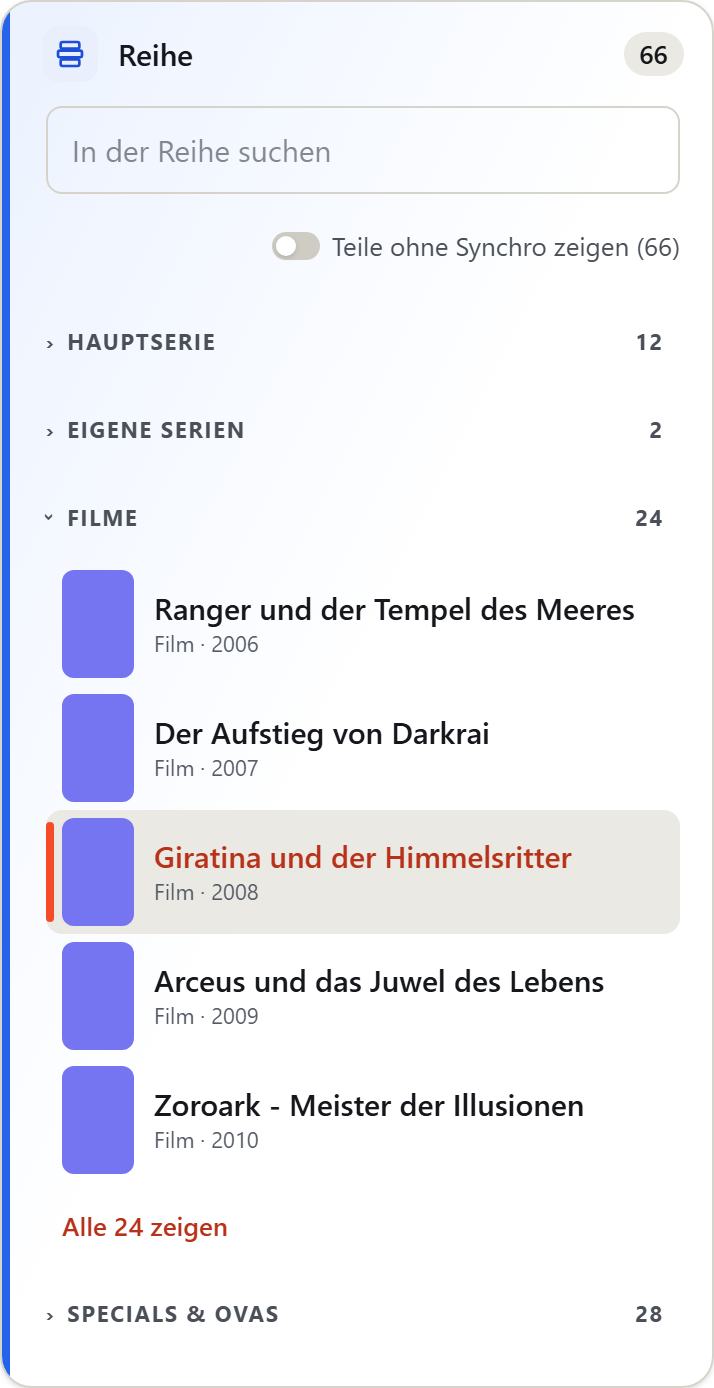 Reihe
66
In der Reihe suchen
Teile ohne Synchro zeigen (66)
› HAUPTSERIE 12
› EIGENE SERIEN 2
› FILME 24
Ranger und der Tempel des Meeres
Film · 2006
Der Aufstieg von Darkrai
Film · 2007
Giratina und der Himmelsritter
Film · 2008
Arceus und das Juwel des Lebens
Film · 2009
Zoroark - Meister der Illusionen
Film · 2010
Alle 24 zeigen
› SPECIALS & OVAS 28